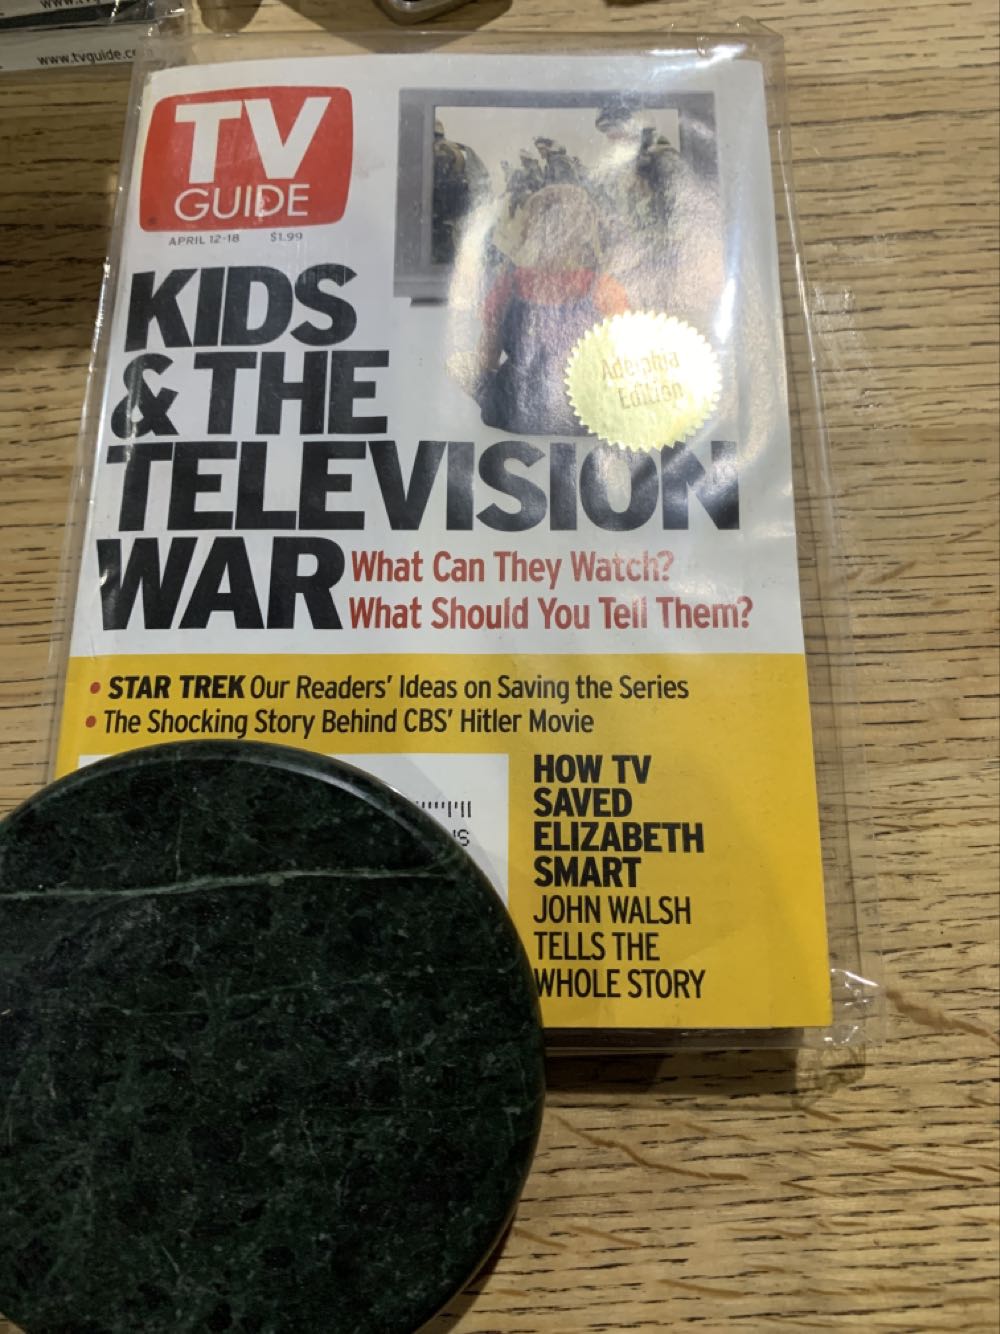 www.tvguide.c
TV
GUIDE
APRIL 12-18 $1.99
KIDS
& THE
TELEVISION
WAR
What Can They Watch?
What Should You Tell Them?
Adelphia
Edition
• STAR TREK Our Readers' Ideas on Saving the Series
• The Shocking Story Behind CBS' Hitler Movie
HOW TV
SAVED
ELIZABETH
SMART
JOHN WALSH
TELLS THE
WHOLE STORY